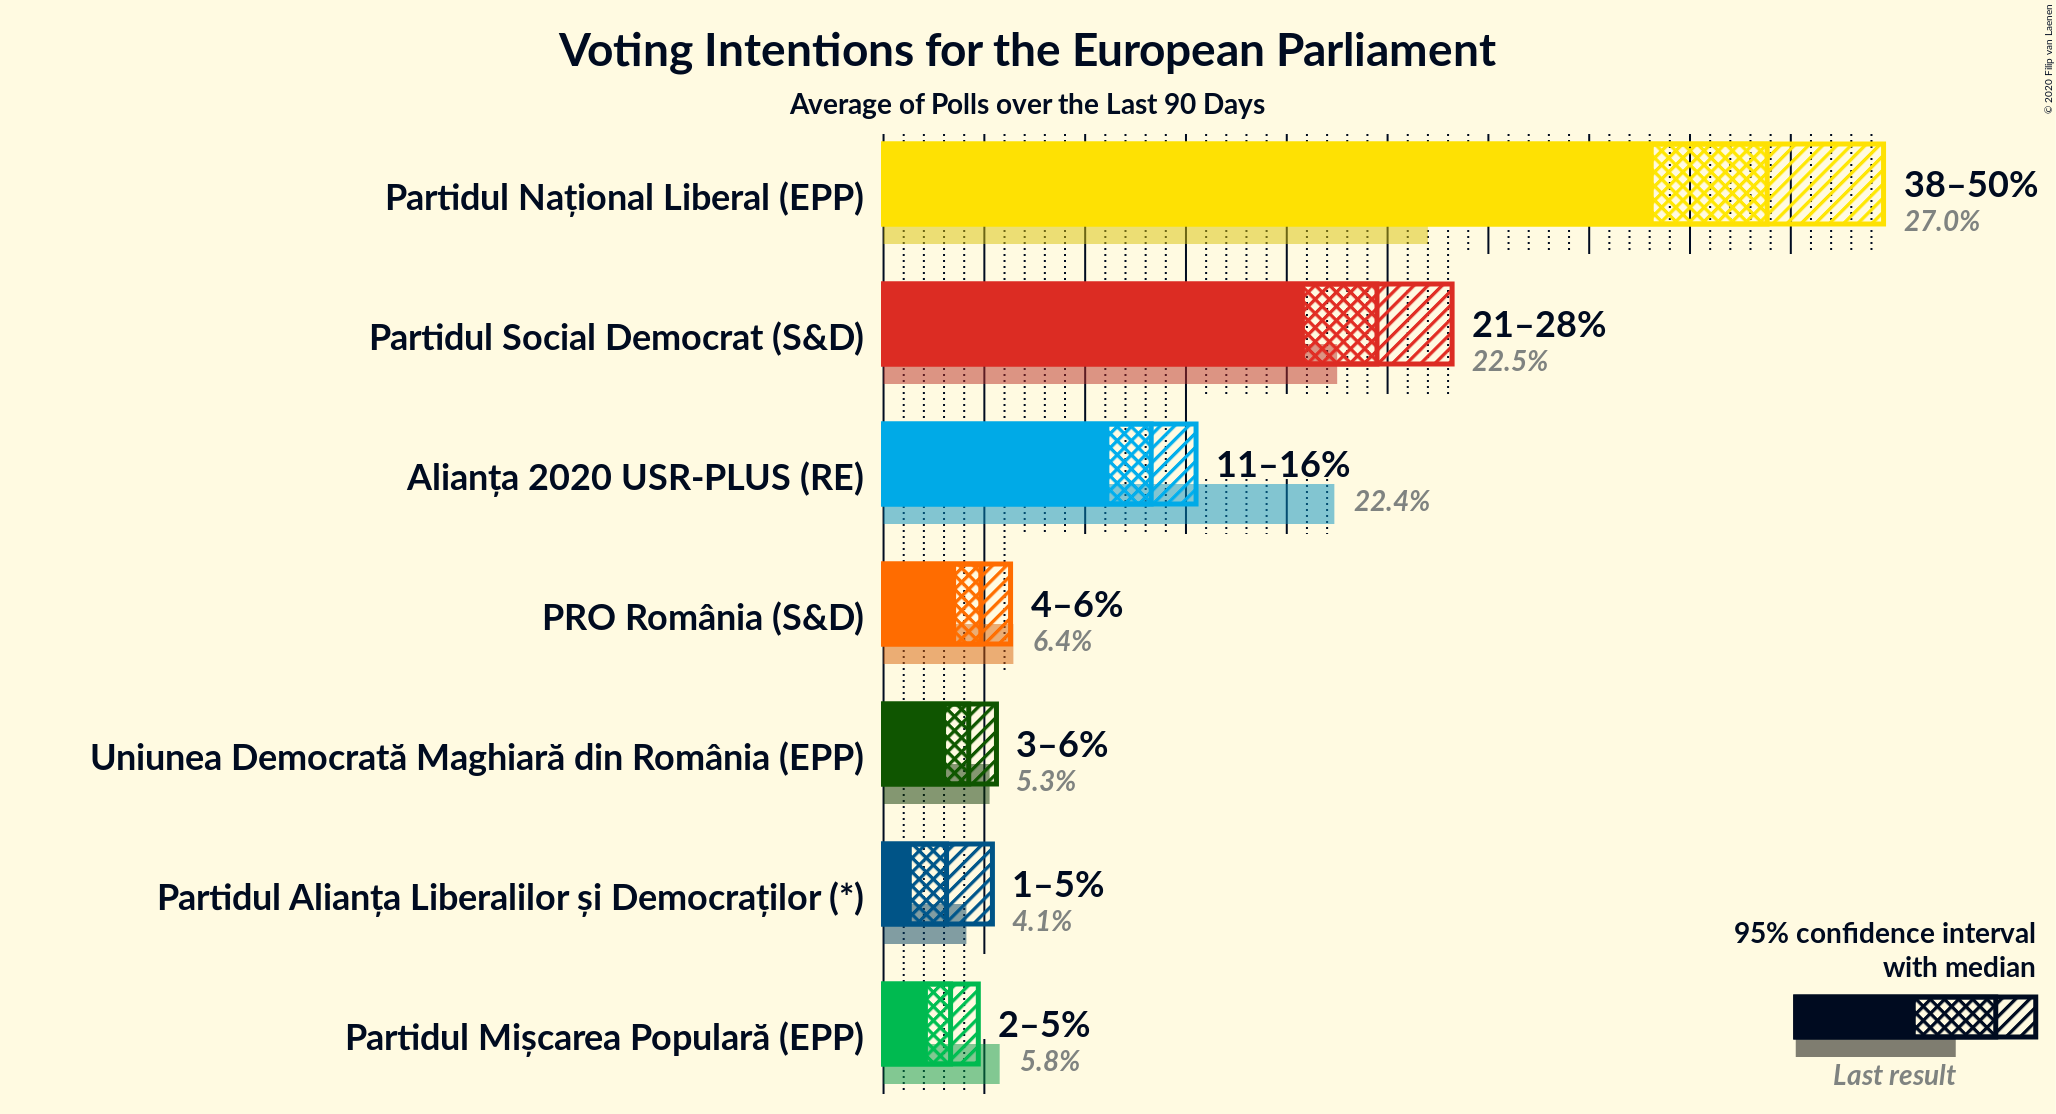 Voting Intentions for the European Parliament
Average of Polls over the Last 90 Days
© 2020 Filip van Laenen
Partidul Național Liberal (EPP)
38–50%
27.0%
Partidul Social Democrat (S&D)
21–28%
22.5%
Alianța 2020 USR-PLUS (RE)
11–16%
22.4%
PRO România (S&D)
4–6%
6.4%
Uniunea Democrată Maghiară din România (EPP)
3–6%
5.3%
Partidul Alianța Liberalilor și Democraților (*)
1–5%
4.1%
Partidul Mișcarea Populară (EPP)
2–5%
5.8%
95% confidence interval
with median
Last result